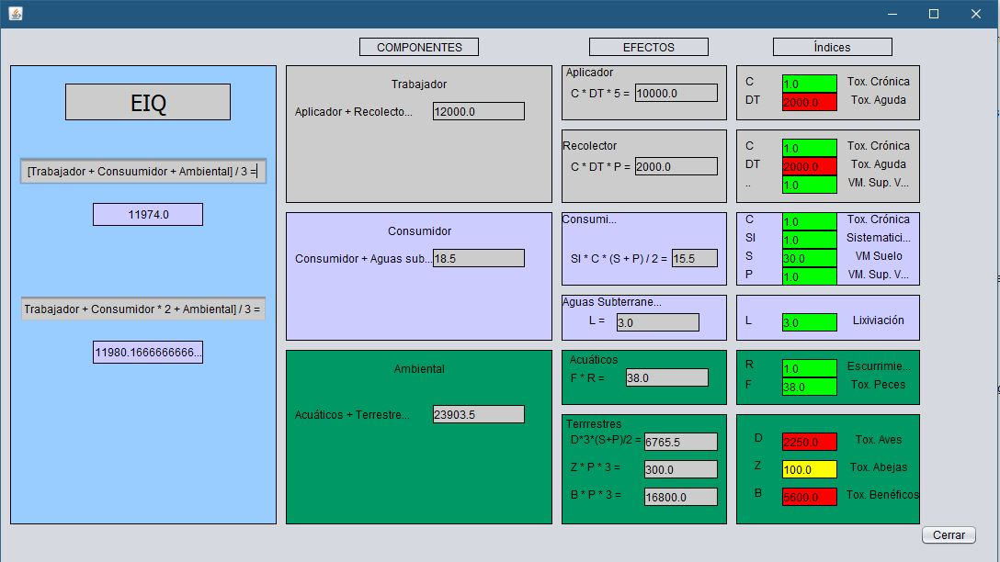 COMPONENTES
EFECTOS
Índices
EIQ
[Trabajador + Consuumidor + Ambiental] / 3 =
11974.0
Trabajador + Consumidor * 2 + Ambiental] / 3 =
11980.1666666666...
Trabajador
Aplicador + Recolecto... 12000.0
Consumidor
Consumidor + Aguas sub... 18.5
Ambiental
Acuáticos + Terrestre... 23903.5
Aplicador
C * DT * 5 = 10000.0
Recolector
C * DT * P = 2000.0
Consumi...
SI * C * (S + P) / 2 = 15.5
Aguas Subterrane...
L = 3.0
Acuáticos
F * R = 38.0
Terrrestres
D*3*(S+P)/2 = 6765.5
Z * P * 3 = 300.0
B * P * 3 = 16800.0
C 1.0 Tox. Crónica
DT 2000.0 Tox. Aguda
C 1.0 Tox. Crónica
DT 2000.0 Tox. Aguda
.. 1.0 VM. Sup. V...
C 1.0 Tox. Crónica
SI 1.0 Sistematici...
S 30.0 VM Suelo
P 1.0 VM. Sup. V...
L 3.0 Lixiviación
R 1.0 Escurrimie...
F 38.0 Tox. Peces
D 2250.0 Tox. Aves
Z 100.0 Tox. Abejas
B 5600.0 Tox. Benéficos
Cerrar